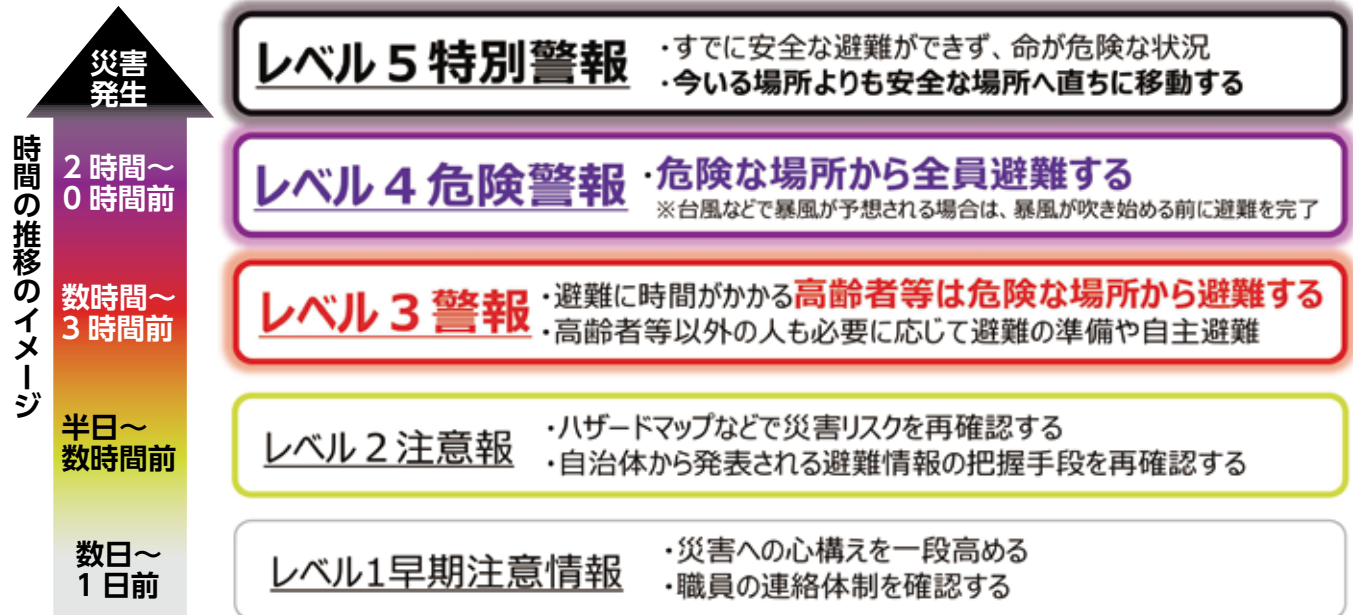 時間の推移のイメージ
災害
発生
レベル5特別警報
・すでに安全な避難ができず、命が危険な状況
・今いる場所よりも安全な場所へ直ちに移動する
2時間～
0時間前
レベル4危険警報
・危険な場所から全員避難する
※台風などで暴風が予想される場合は、暴風が吹き始める前に避難を完了
数時間～
3時間前
レベル3警報
・避難に時間がかかる高齢者等は危険な場所から避難する
・高齢者等以外の人も必要に応じて避難の準備や自主避難
半日～
数時間前
レベル2注意報
・ハザードマップなどで災害リスクを再確認する
・自治体から発表される避難情報の把握手段を再確認する
数日～
1日前
レベル1早期注意情報
・災害への心構えを一段高める
・職員の連絡体制を確認する